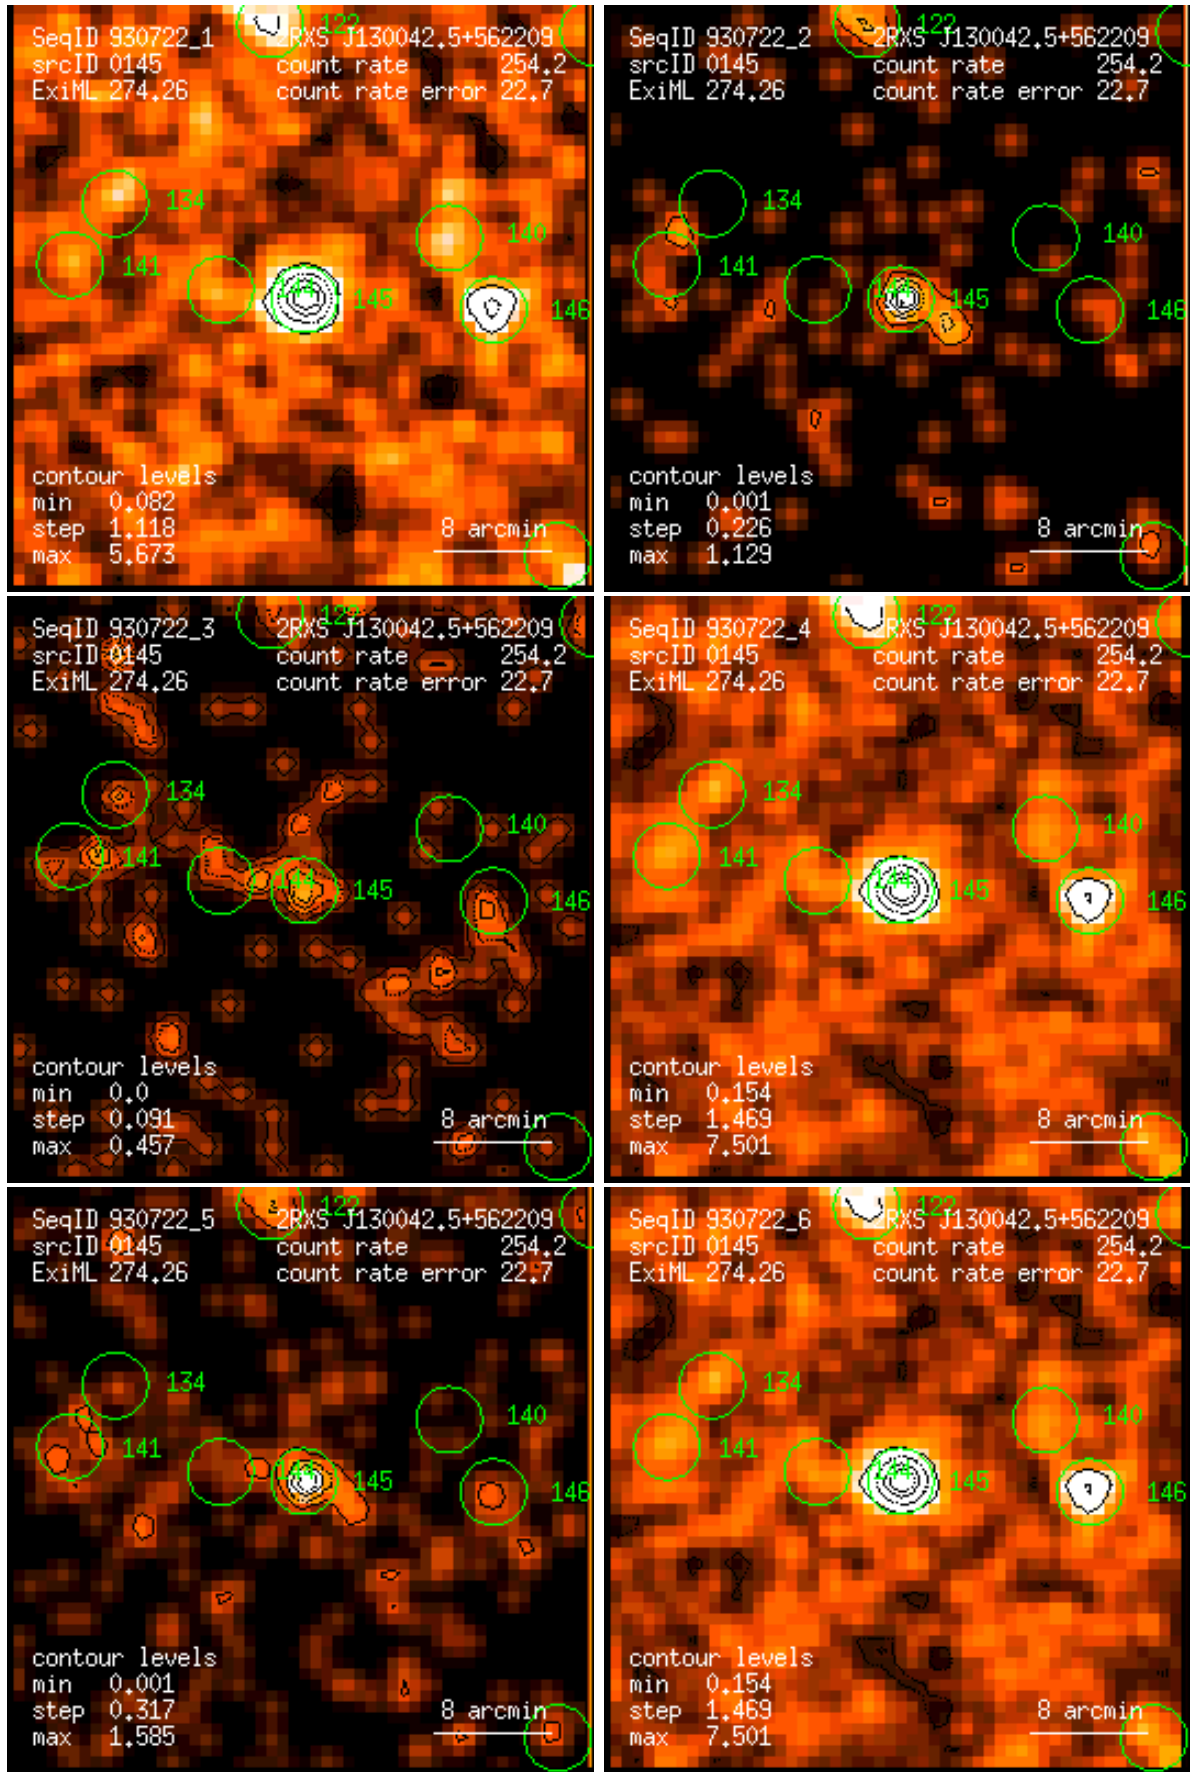 122
SeqID 930722_1 2RXS J130042.5+562209
srcID 0145 count rate 254.2
ExiML 274.26 count rate error 22.7
134
140
141
144
145
146
contour levels
min 0.082
step 1.118 8 arcmin
max 5.673
122
SeqID 930722_2 2RXS J130042.5+562209
srcID 0145 count rate 254.2
ExiML 274.26 count rate error 22.7
134
140
141
144
145
146
contour levels
min 0.001
step 0.226 8 arcmin
max 1.129
122
SeqID 930722_3 2RXS J130042.5+562209
srcID 0145 count rate 254.2
ExiML 274.26 count rate error 22.7
134
140
141
144
145
146
contour levels
min 0.0
step 0.091 8 arcmin
max 0.457
122
SeqID 930722_4 2RXS J130042.5+562209
srcID 0145 count rate 254.2
ExiML 274.26 count rate error 22.7
134
140
141
144
145
146
contour levels
min 0.154
step 1.469 8 arcmin
max 7.501
122
SeqID 930722_5 2RXS J130042.5+562209
srcID 0145 count rate 254.2
ExiML 274.26 count rate error 22.7
134
140
141
144
145
146
contour levels
min 0.001
step 0.317 8 arcmin
max 1.585
122
SeqID 930722_6 2RXS J130042.5+562209
srcID 0145 count rate 254.2
ExiML 274.26 count rate error 22.7
134
140
141
144
145
146
contour levels
min 0.154
step 1.469 8 arcmin
max 7.501